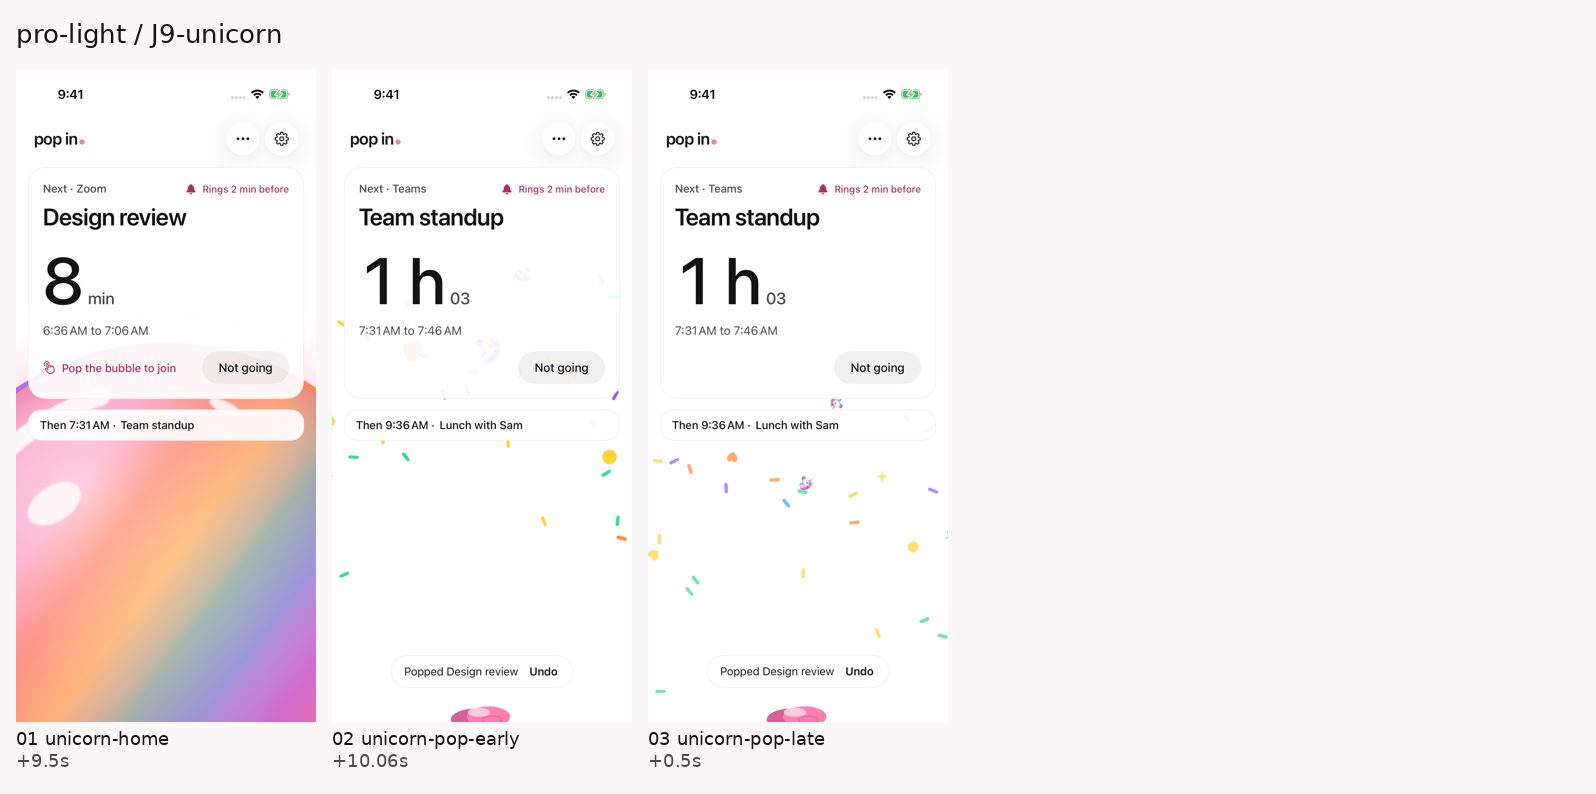 pro-light / J9-unicorn
9:41
pop in.
Next · Zoom
Rings 2 min before
Design review
8 min
6:36 AM to 7:06 AM
Pop the bubble to join
Not going
Then 7:31 AM · Team standup
01 unicorn-home
+9.5s
9:41
pop in.
Next · Teams
Rings 2 min before
Team standup
1 h 03
7:31 AM to 7:46 AM
Not going
Then 9:36 AM · Lunch with Sam
Popped Design review Undo
02 unicorn-pop-early
+10.06s
9:41
pop in.
Next · Teams
Rings 2 min before
Team standup
1 h 03
7:31 AM to 7:46 AM
Not going
Then 9:36 AM · Lunch with Sam
Popped Design review Undo
03 unicorn-pop-late
+0.5s